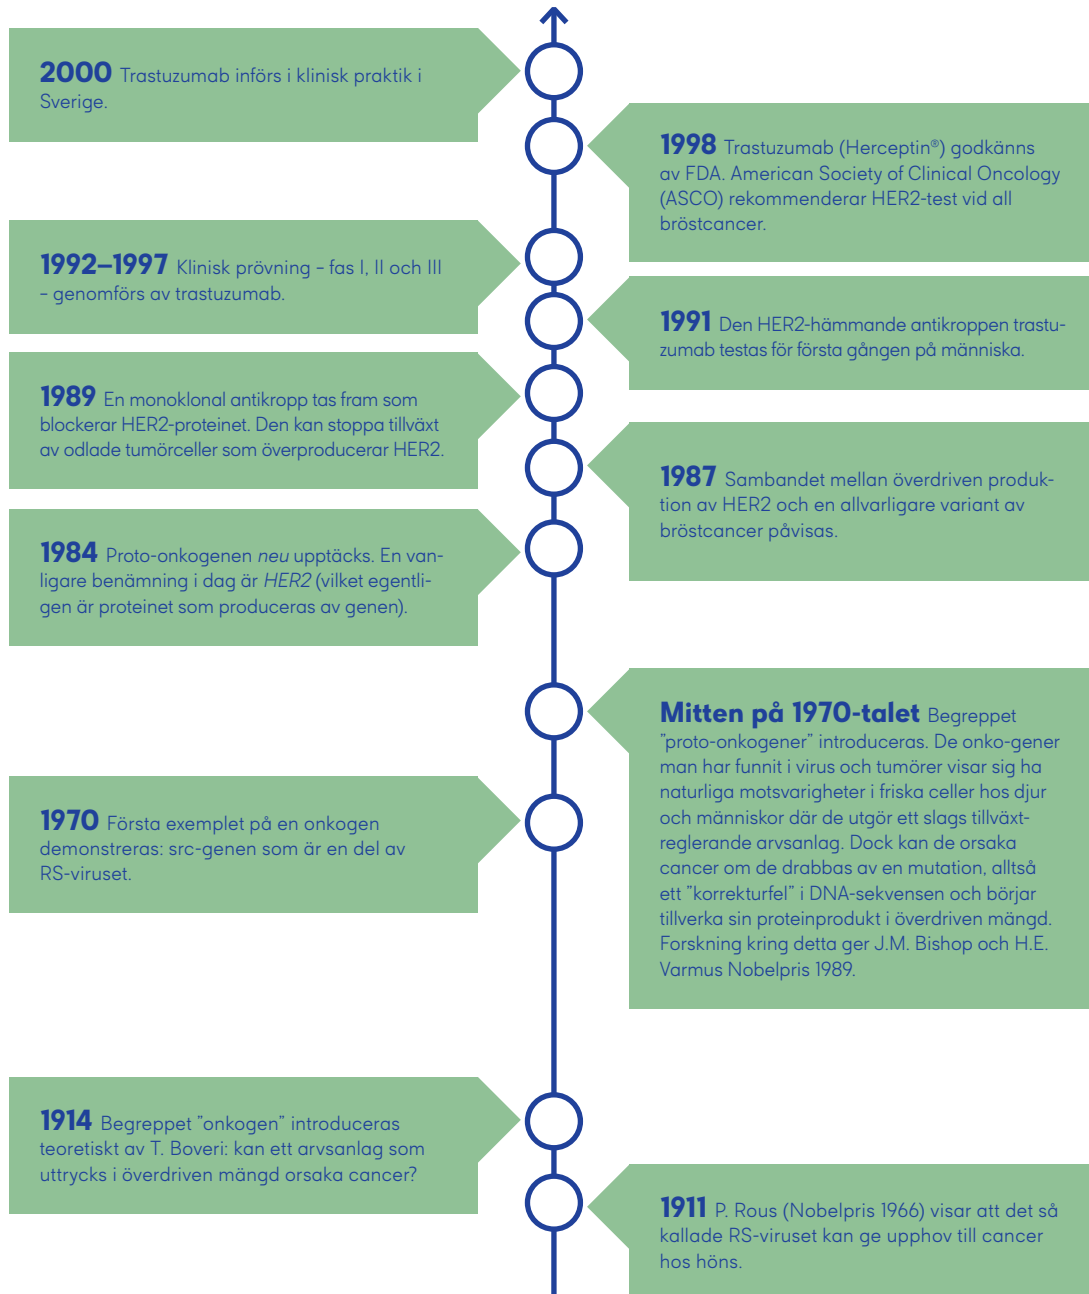 2000 Trastuzumab införs i klinisk praktik i
Sverige.
1998 Trastuzumab (Herceptin®) godkänns
av FDA. American Society of Clinical Oncology
(ASCO) rekommenderar HER2-test vid all
bröstcancer.
1992–1997 Klinisk prövning – fas I, II och III
– genomförs av trastuzumab.
1991 Den HER2-hämmande antikroppen trastu-
zumab testas för första gången på människa.
1989 En monoklonal antikropp tas fram som
blockerar HER2-proteinet. Den kan stoppa tillväxt
av odlade tumörceller som överproducerar HER2.
1987 Sambandet mellan överdriven produk-
tion av HER2 och en allvarligare variant av
bröstcancer påvisas.
1984 Proto-onkogenen neu upptäcks. En van-
ligare benämning i dag är HER2 (vilket egentli-
gen är proteinet som produceras av genen).
Mitten på 1970-talet Begreppet
”proto-onkogener” introduceras. De onko-gener
man har funnit i virus och tumörer visar sig ha
naturliga motsvarigheter i friska celler hos djur
och människor där de utgör ett slags tillväxt-
reglerande arvsanlag. Dock kan de orsaka
cancer om de drabbas av en mutation, alltså
ett ”korrekturfel” i DNA-sekvensen och börjar
tillverka sin proteinprodukt i överdriven mängd.
Forskning kring detta ger J.M. Bishop och H.E.
Varmus Nobelpris 1989.
1970 Första exemplet på en onkogen
demonstreras: src-genen som är en del av
RS-viruset.
1914 Begreppet ”onkogen” introduceras
teoretiskt av T. Boveri: kan ett arvsanlag som
uttrycks i överdriven mängd orsaka cancer?
1911 P. Rous (Nobelpris 1966) visar att det så
kallade RS-viruset kan ge upphov till cancer
hos höns.